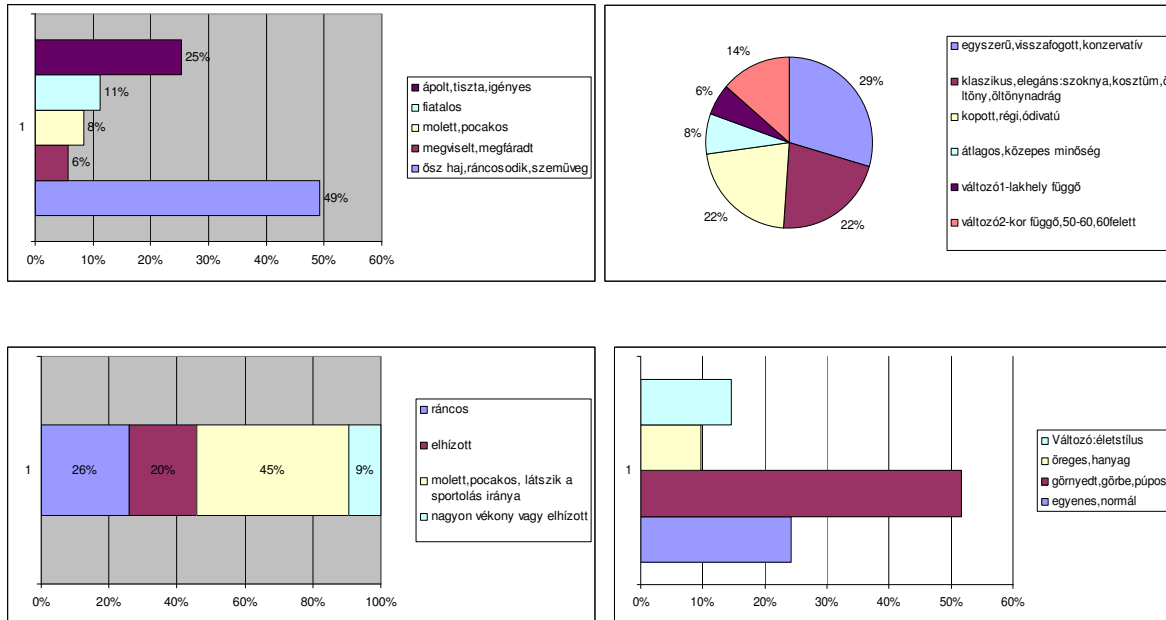 25%
11%
8%
6%
49%
1
0%
10%
20%
30%
40%
50%
60%
ápolt,tiszta,igényes
fiatalos
molett,pocakos
megviselt,megfáradt
ősz haj,ráncosodik,szemüveg
14%
6%
8%
22%
22%
29%
egyszerű,visszafogott,konzervatív
klaszikus,elegáns:szoknya,kosztüm,ö
ltöny,öltönynadrág
kopott,régi,ódivatú
átlagos,közepes minőség
változó1-lakhely függő
változó2-kor függő,50-60,60felett
1
26%
20%
45%
9%
0%
20%
40%
60%
80%
100%
ráncos
elhízott
molett,pocakos, látszik a
sportolás iránya
nagyon vékony vagy elhízott
1
0%
10%
20%
30%
40%
50%
60%
Változó:életstílus
öreges,hanyag
görnyedt,görbe,púpos
egyenes,normál